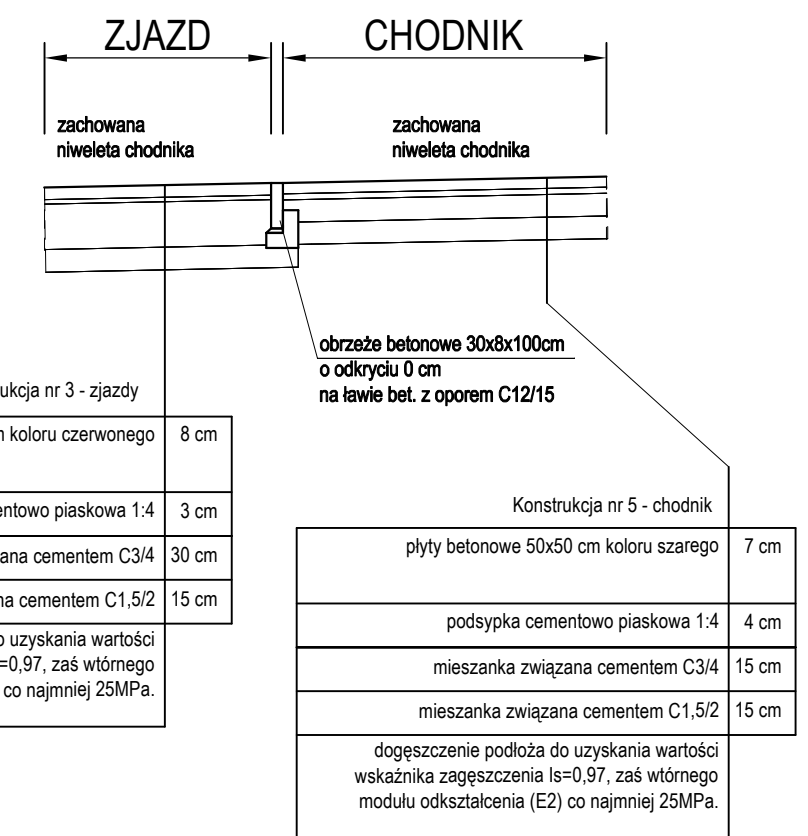 ZJAZD
CHODNIK
zachowana
niweleta chodnika
zachowana
niweleta chodnika
obrzeże betonowe 30x8x100cm
o odkryciu 0 cm
na ławie bet. z oporem C12/15
nr 3 - zjazdy
koloru czerwonego 8 cm
piaskowa 1:4 3 cm
cementem C3/4 30 cm
cementem C1,5/2 15 cm
uzyskania wartości
=0,97, zaś wtórnego
co najmniej 25MPa.
Konstrukcja nr 5 - chodnik
płyty betonowe 50x50 cm koloru szarego 7 cm
podsypka cementowo piaskowa 1:4 4 cm
mieszanka związana cementem C3/4 15 cm
mieszanka związana cementem C1,5/2 15 cm
dogęszczenie podłoża do uzyskania wartości
wskaźnika zagęszczenia Is=0,97, zaś wtórnego
modułu odkształcenia (E2) co najmniej 25MPa.